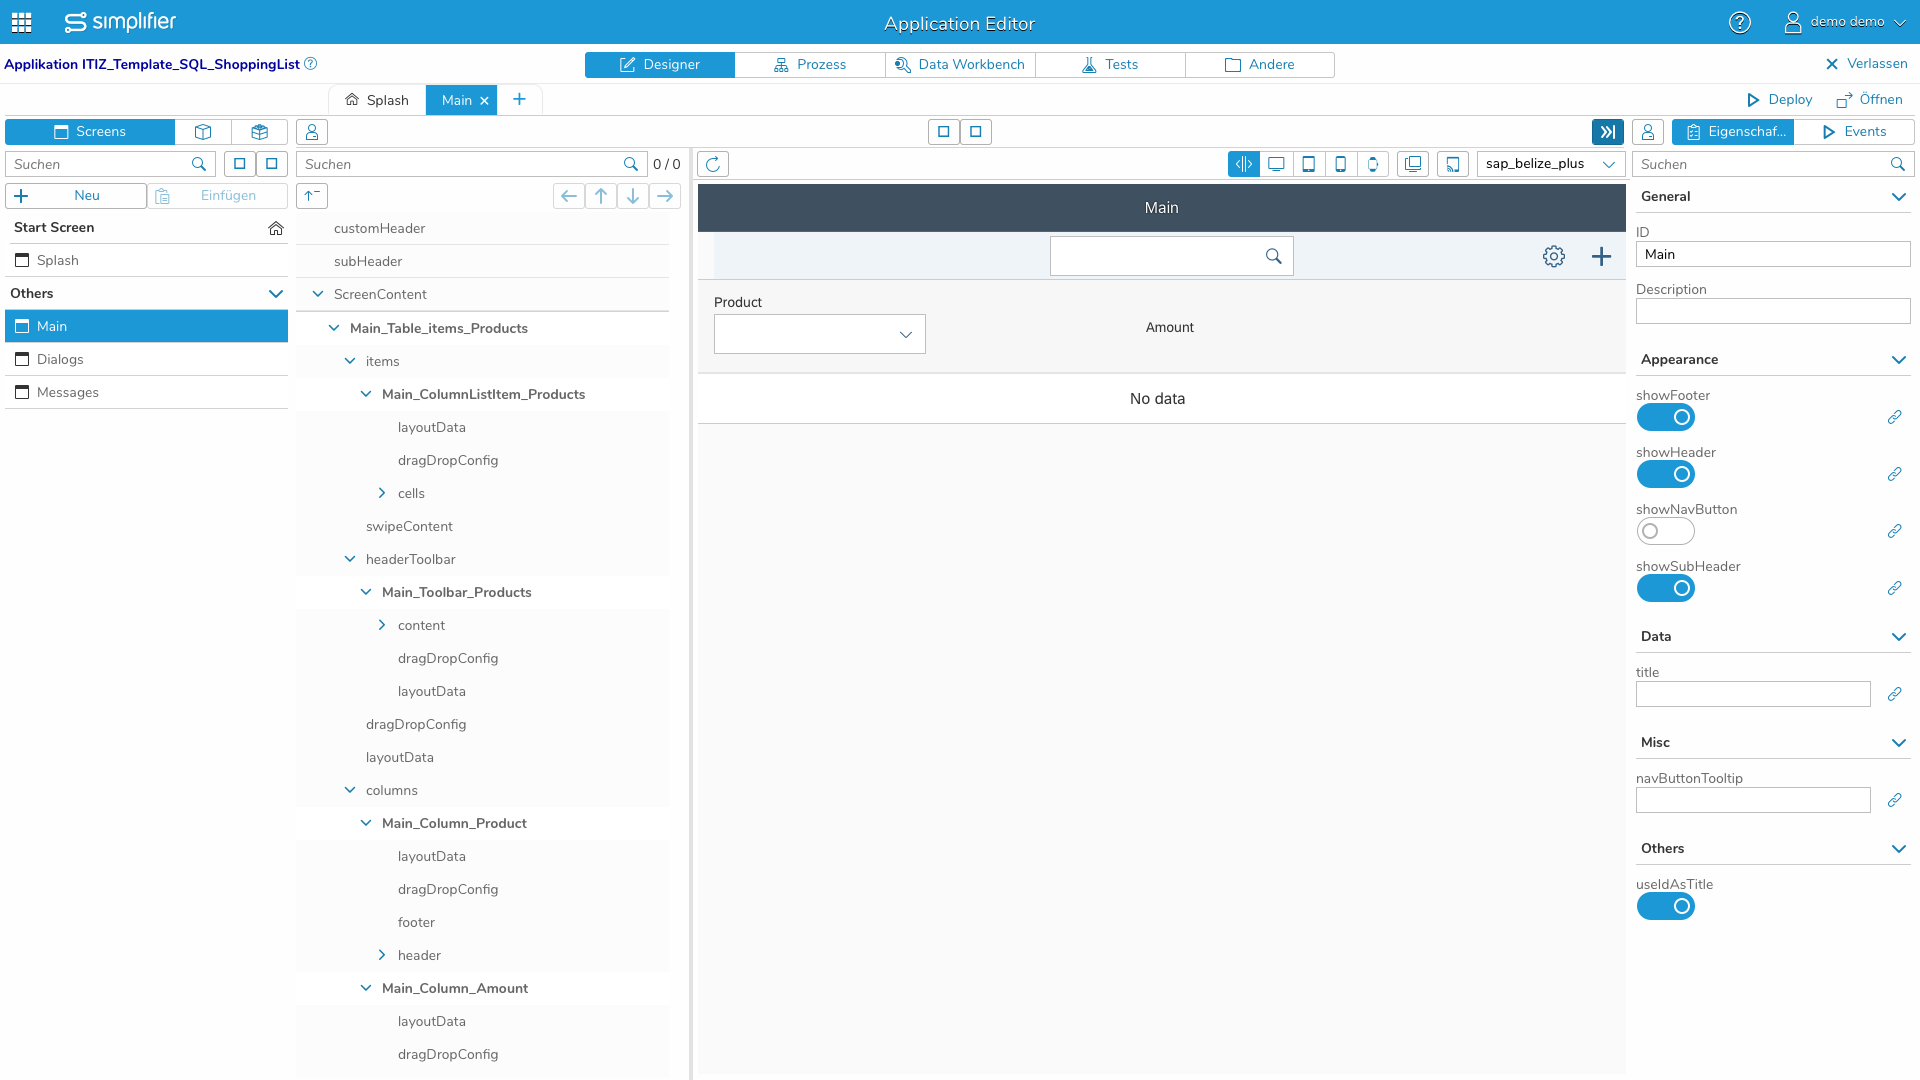 simplifier
Application Editor
demo demo
Applikation ITIZ_Template_SQL_ShoppingList
Designer
Prozess
Data Workbench
Tests
Andere
Verlassen
Splash
Main
Deploy
Öffnen
Screens
Eigenschaf...
Events
Suchen
Suchen
0 / 0
sap_belize_plus
Suchen
Neu
Einfügen
Start Screen
Splash
Others
Main
Dialogs
Messages
customHeader
subHeader
ScreenContent
Main_Table_items_Products
items
Main_ColumnListItem_Products
layoutData
dragDropConfig
cells
swipeContent
headerToolbar
Main_Toolbar_Products
content
dragDropConfig
layoutData
dragDropConfig
layoutData
columns
Main_Column_Product
layoutData
dragDropConfig
footer
header
Main_Column_Amount
layoutData
dragDropConfig
Main
Product
Amount
No data
General
ID
Main
Description
Appearance
showFooter
showHeader
showNavButton
showSubHeader
Data
title
Misc
navButtonTooltip
Others
useIdAsTitle